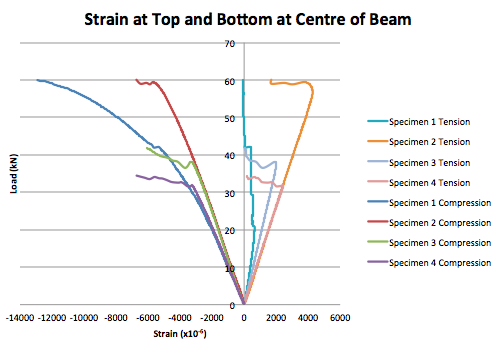 Strain at Top and Bottom at Centre of Beam
70
60
50
40
30
20
10
0
Load (kN)
-14000 -12000 -10000 -8000 -6000 -4000 -2000 0 2000 4000 6000
Strain (x10⁻⁶)
Specimen 1 Tension
Specimen 2 Tension
Specimen 3 Tension
Specimen 4 Tension
Specimen 1 Compression
Specimen 2 Compression
Specimen 3 Compression
Specimen 4 Compression